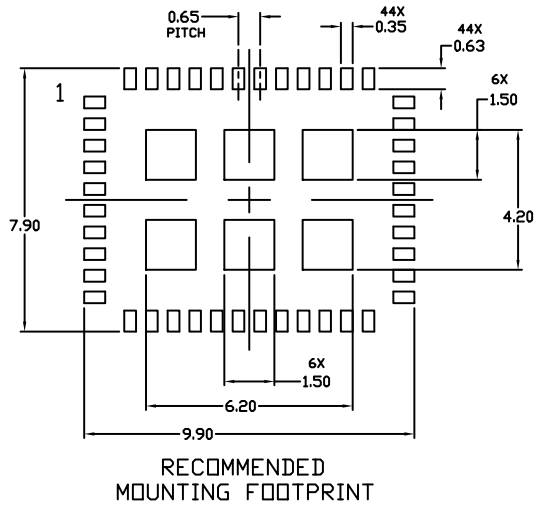 0.65
PITCH
44X
0.35
44X
0.63
1
6X
1.50
7.90
4.20
6X
1.50
6.20
9.90
RECOMMENDED
MOUNTING FOOTPRINT